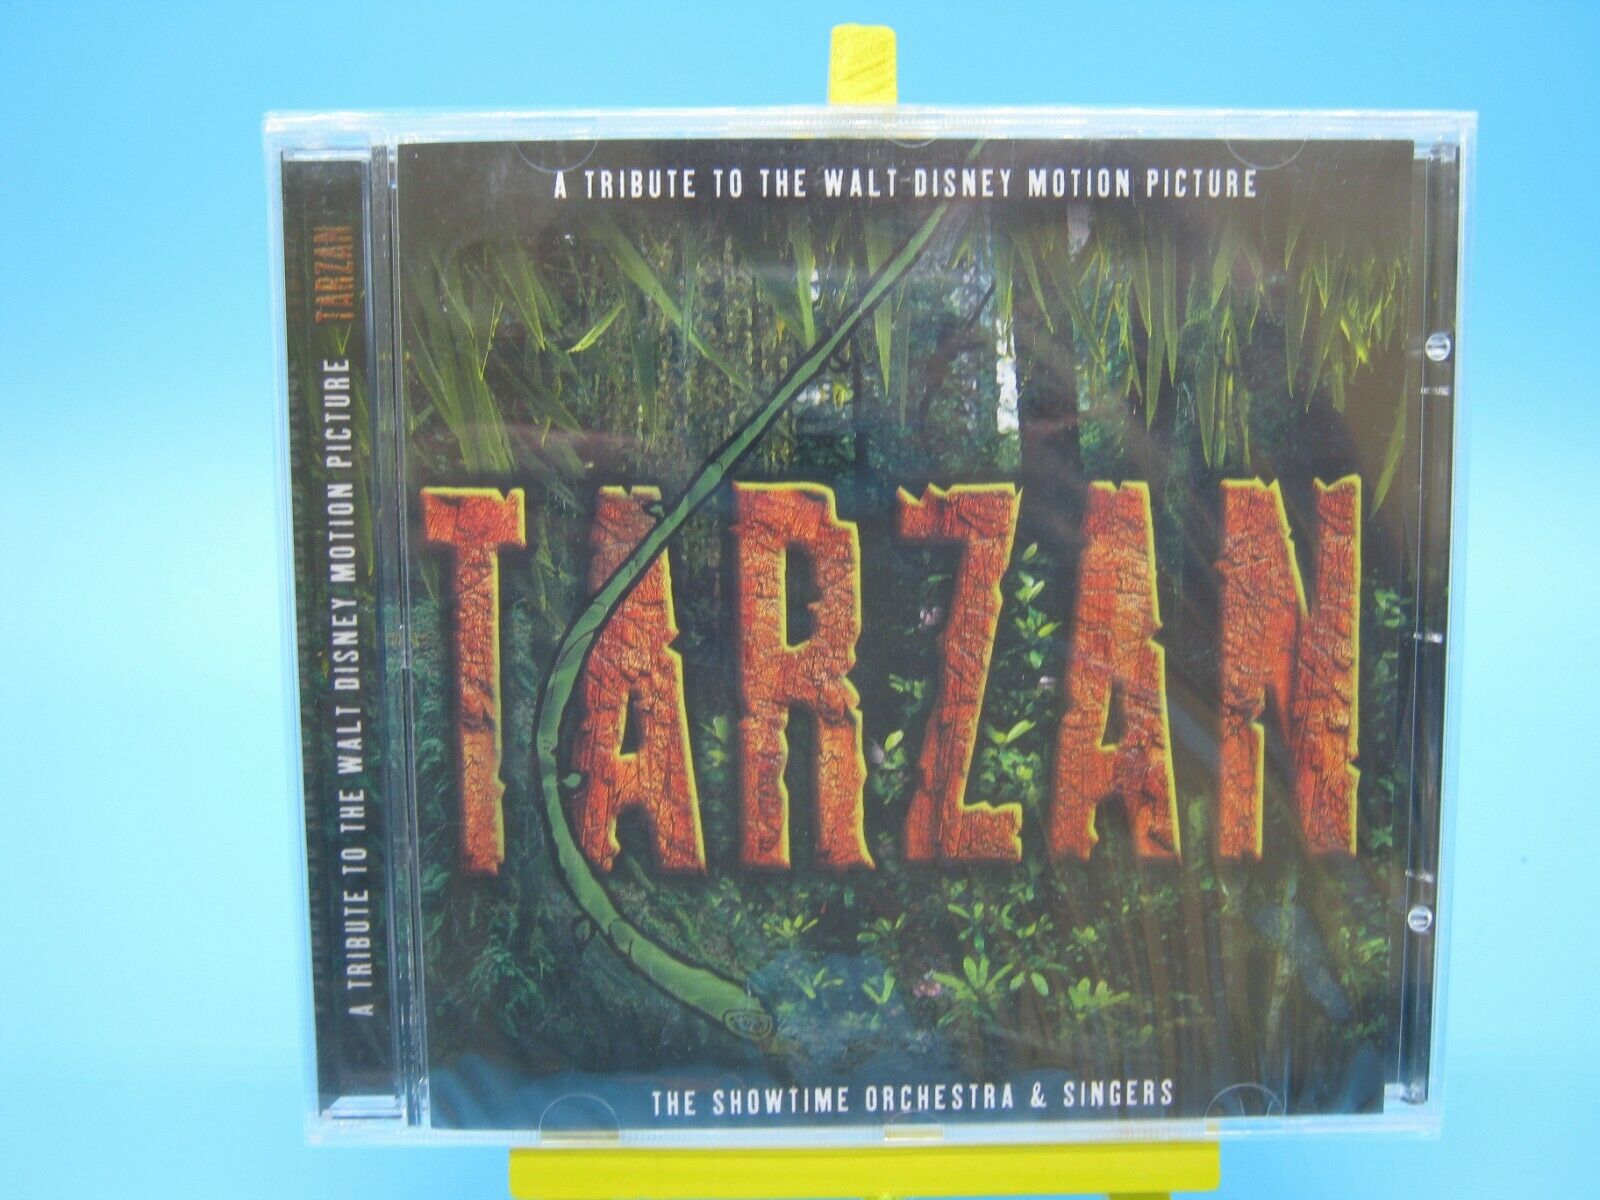 A TRIBUTE TO THE WALT DISNEY MOTION PICTURE
TARZAN
THE SHOWTIME ORCHESTRA & SINGERS
A TRIBUTE TO THE WALT DISNEY MOTION PICTURE TARZAN